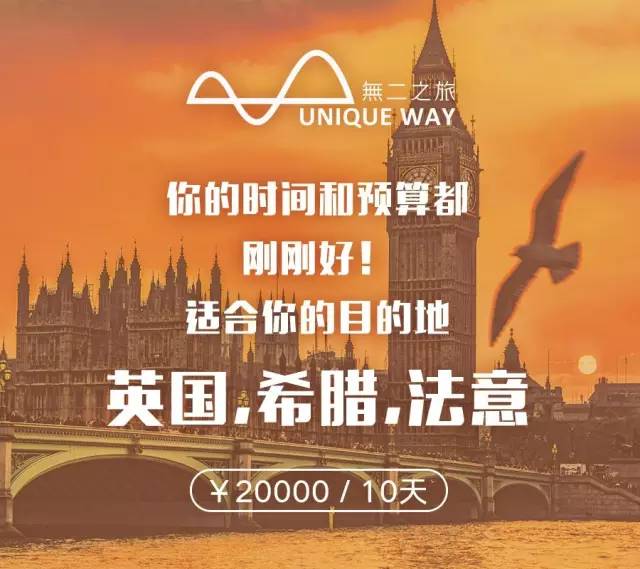 無二之旅
UNIQUE WAY
你的时间和预算都
刚刚好！
适合你的目的地
英国,希腊,法意
￥20000 / 10天